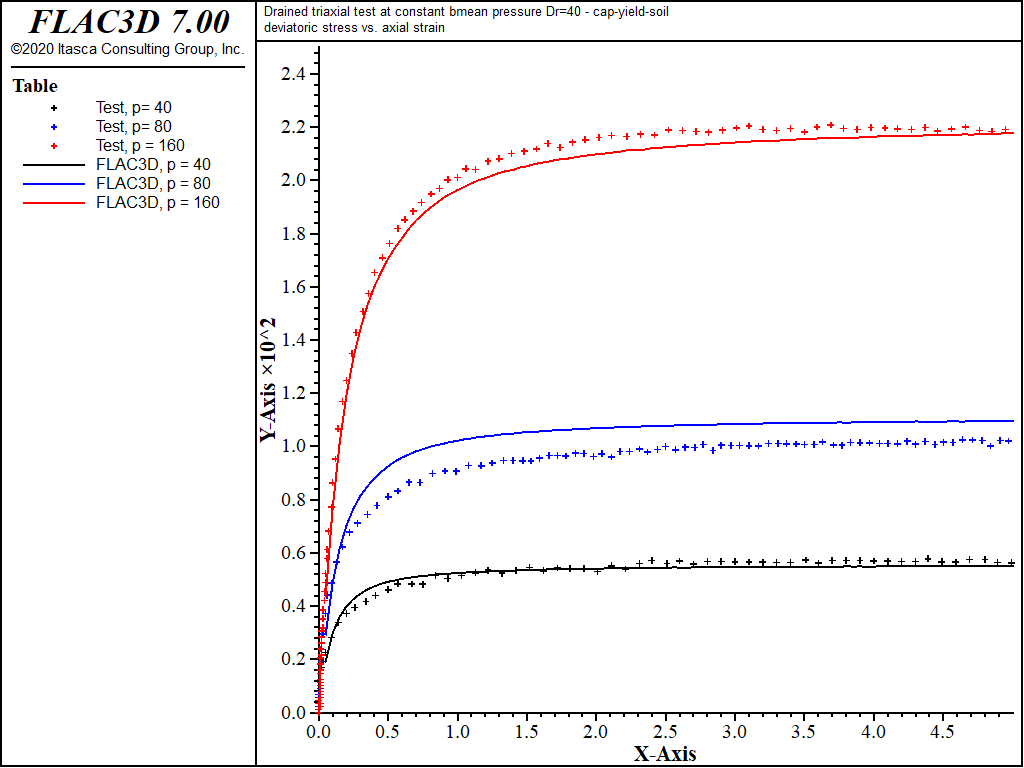 FLAC3D 7.00
©2020 Itasca Consulting Group, Inc.
Table
Test, p= 40
Test, p= 80
Test, p = 160
FLAC3D, p = 40
FLAC3D, p = 80
FLAC3D, p = 160
Drained triaxial test at constant bmean pressure Dr=40 - cap-yield-soil
deviatoric stress vs. axial strain
Y-Axis ×10^2
2.4
2.2
2.0
1.8
1.6
1.4
1.2
1.0
0.8
0.6
0.4
0.2
0.0
0.0 0.5 1.0 1.5 2.0 2.5 3.0 3.5 4.0 4.5
X-Axis